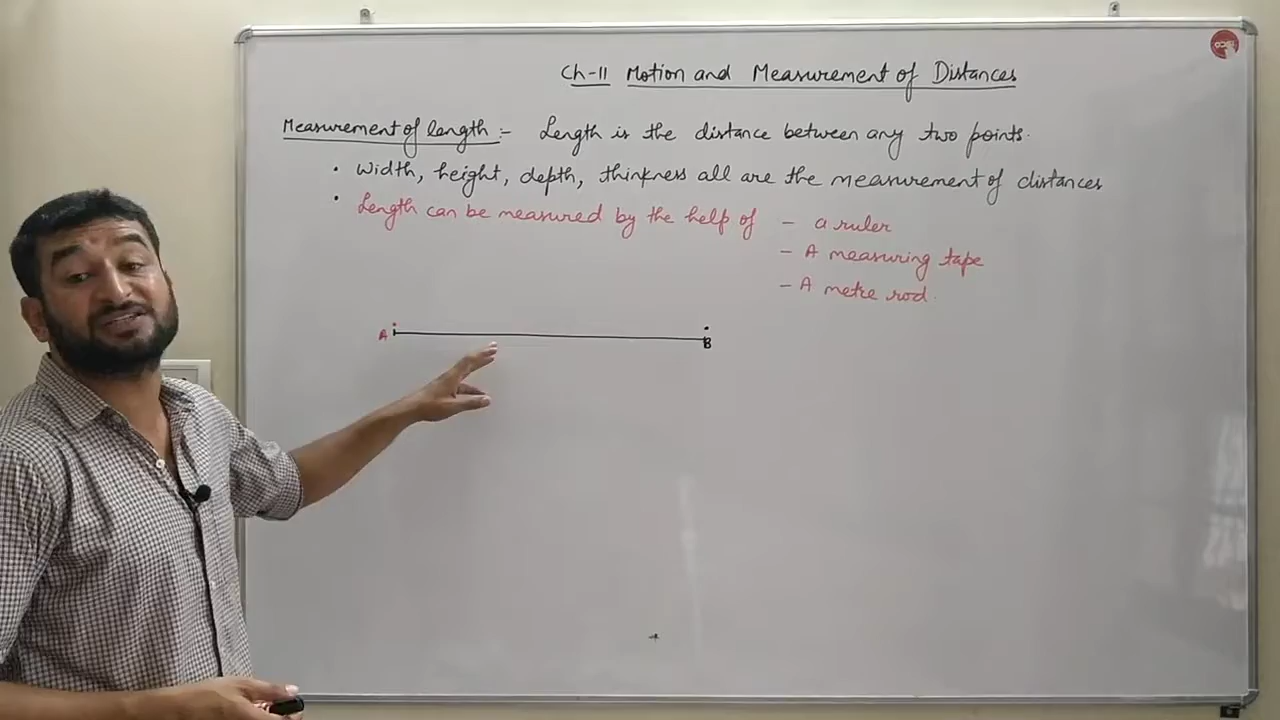 Ch-11 Motion and Measurement of Distances
Measurement of length :- Length is the distance between any two points.
• Width, height, depth, thinkness all are the measurement of distances
• Length can be measured by the help of - a ruler
- A measuring tape
- A metre rod.
A B